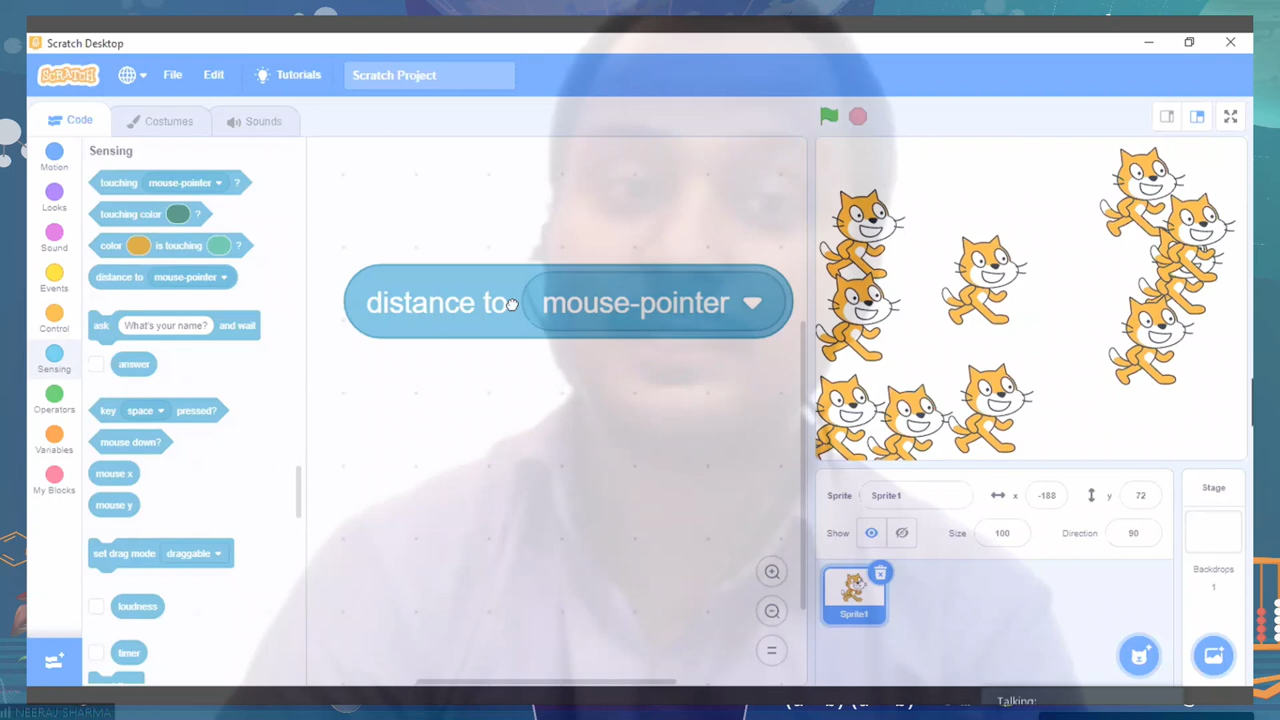 Scratch Desktop
SCRATCH
File
Edit
Tutorials
Scratch Project
Code
Costumes
Sounds
Motion
Looks
Sound
Events
Control
Sensing
Operators
Variables
My Blocks
Sensing
touching mouse-pointer ?
touching color ?
color is touching ?
distance to mouse-pointer
ask What's your name? and wait
answer
key space pressed?
mouse down?
mouse x
mouse y
set drag mode draggable
loudness
timer
distance to mouse-pointer
Sprite Sprite1 x -188 y 72
Show Size 100 Direction 90
Sprite1
Stage
Backdrops
1
Talking:
NEERAJ SHARMA